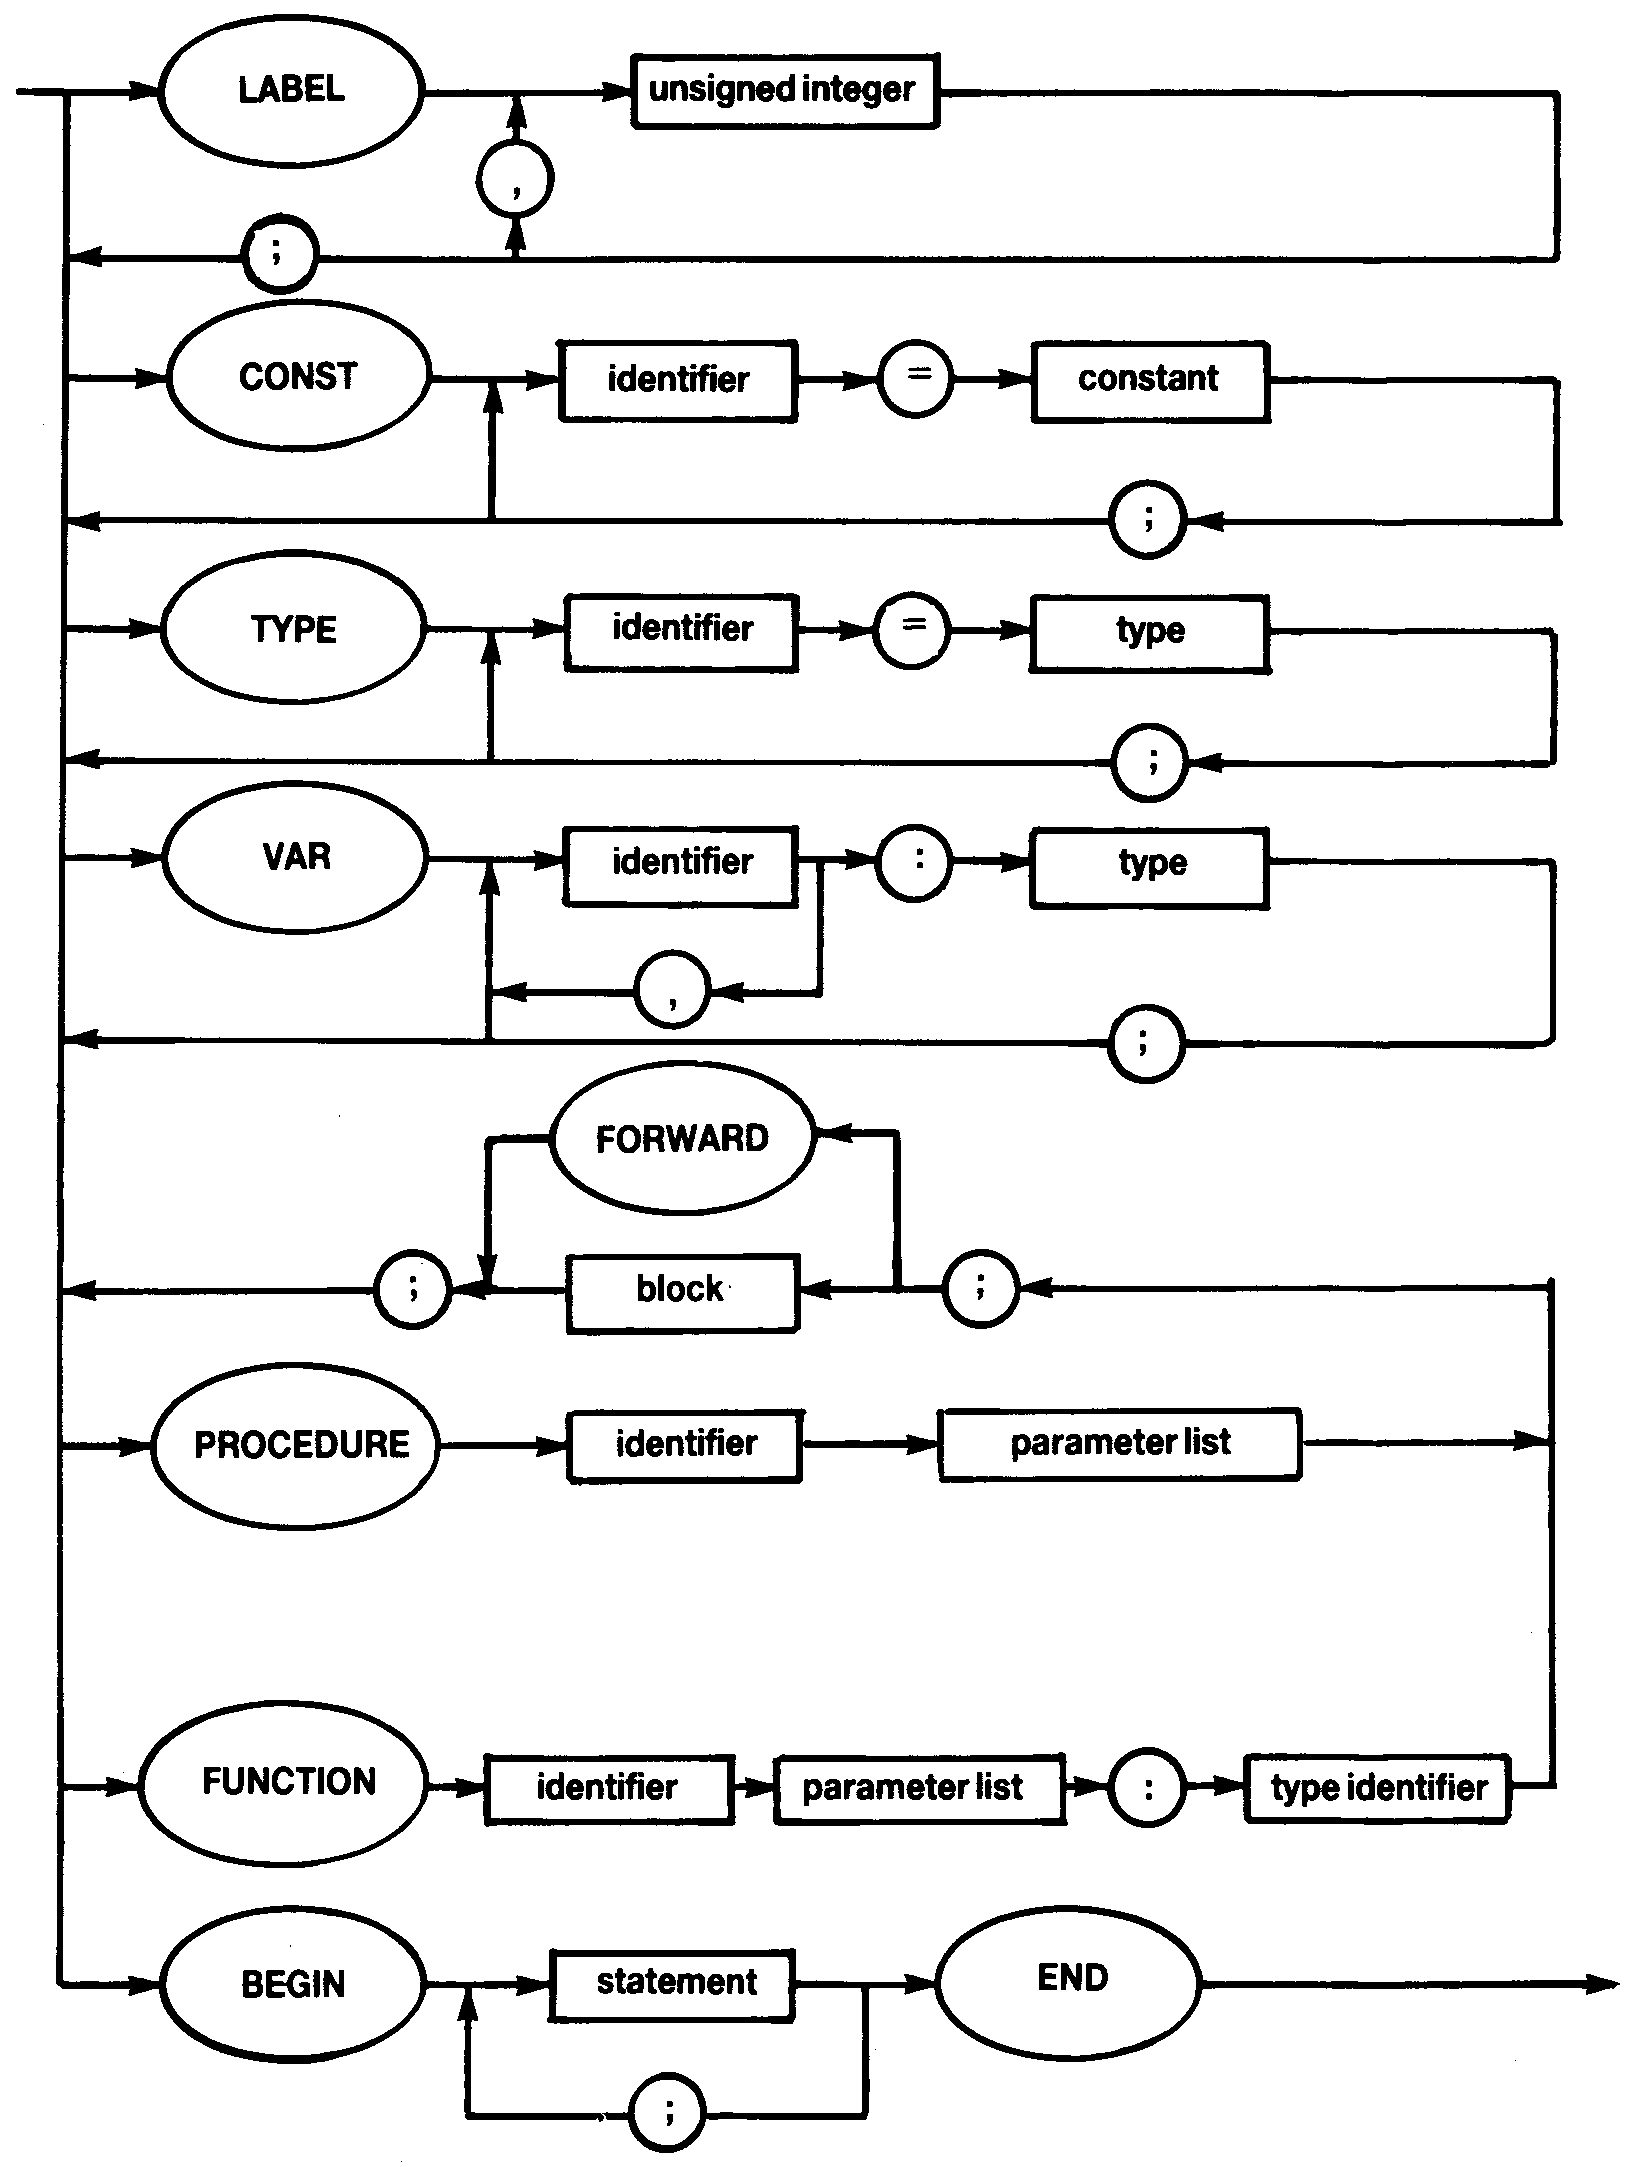 LABEL unsigned integer
,
;
CONST identifier = constant
;
TYPE identifier = type
;
VAR identifier : type
,
;
FORWARD
; block ;
PROCEDURE identifier parameter list
FUNCTION identifier parameter list : type identifier
BEGIN statement END
;